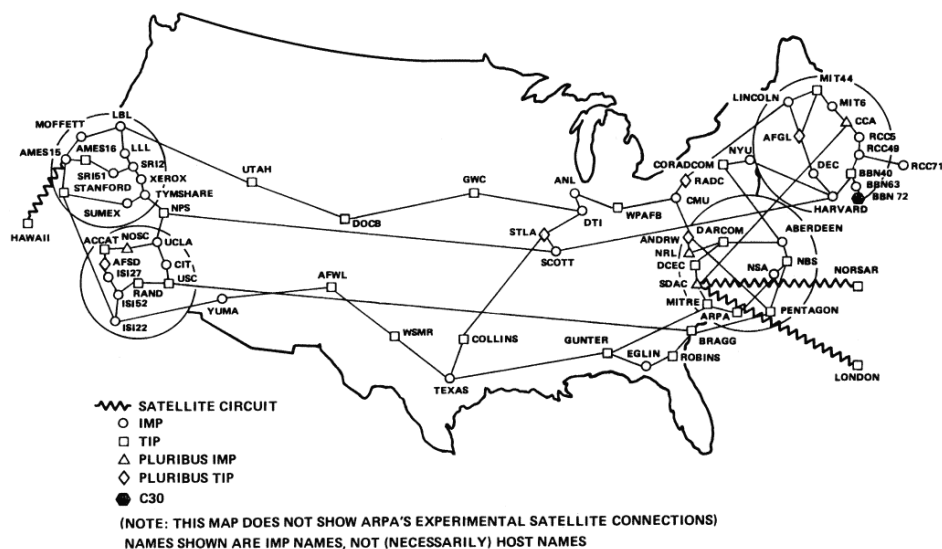 MOFFETT
LBL
AMES15
AMES16
LLL
SRI2
SRI51
XEROX
STANFORD
TYMSHARE
SUMEX
NPS
HAWAII
ACCAT
NOSC
UCLA
AFSD
CIT
ISI27
RAND
USC
ISI52
ISI22
YUMA
AFWL
UTAH
DOCB
GWC
ANL
DTI
WPAFB
STLA
SCOTT
WSMR
COLLINS
TEXAS
GUNTER
EGLIN
ROBINS
BRAGG
MIT44
LINCOLN
MIT6
CCA
AFGL
RCC5
RCC49
RCC71
DEC
NYU
CORADCOM
BBN40
BBN63
BBN 72
RADC
HARVARD
CMU
ABERDEEN
ANDRW
DARCOM
NRL
DCEC
NSA
NBS
NORSAR
SDAC
MITRE
ARPA
PENTAGON
LONDON
SATELLITE CIRCUIT
IMP
TIP
PLURIBUS IMP
PLURIBUS TIP
C30
(NOTE: THIS MAP DOES NOT SHOW ARPA'S EXPERIMENTAL SATELLITE CONNECTIONS)
NAMES SHOWN ARE IMP NAMES, NOT (NECESSARILY) HOST NAMES